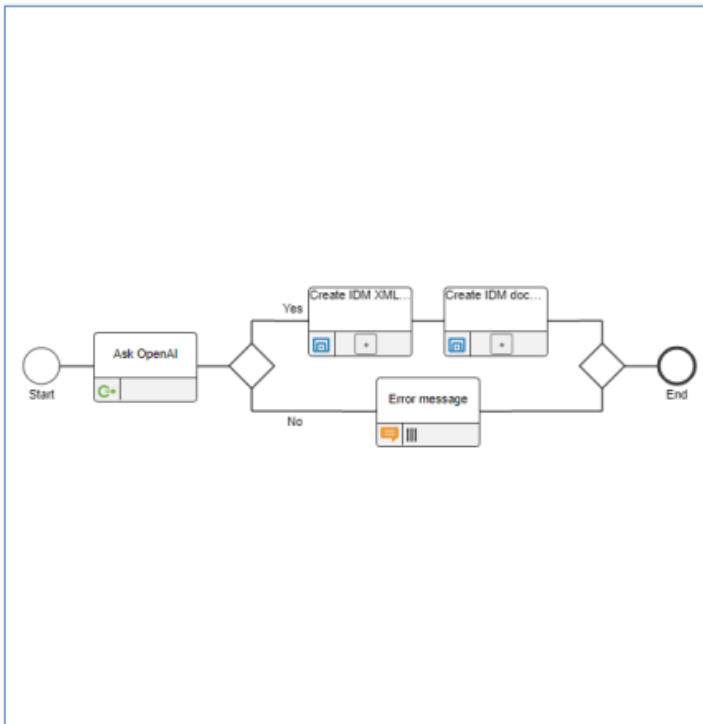 Start
Ask OpenAI
Yes
Create IDM XML...
Create IDM doc...
No
Error message
End